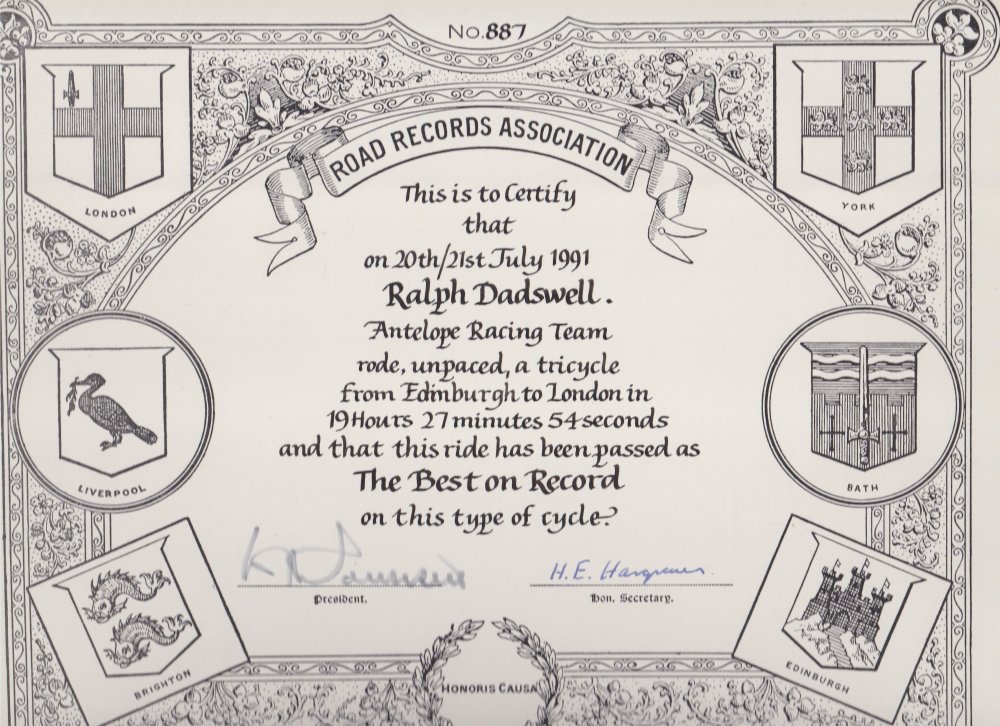 No. 887
ROAD RECORDS ASSOCIATION
LONDON
YORK
This is to Certify
that
on 20th/21st July 1991
Ralph Dadswell.
Antelope Racing Team
rode, unpaced, a tricycle
from Edinburgh to London in
19 Hours 27 minutes 54 seconds
and that this ride has been passed as
The Best on Record
on this type of cycle.
LIVERPOOL
BATH
H. E.
President.
Hon. Secretary.
BRIGHTON
EDINBURGH
HONORIS CAUSA